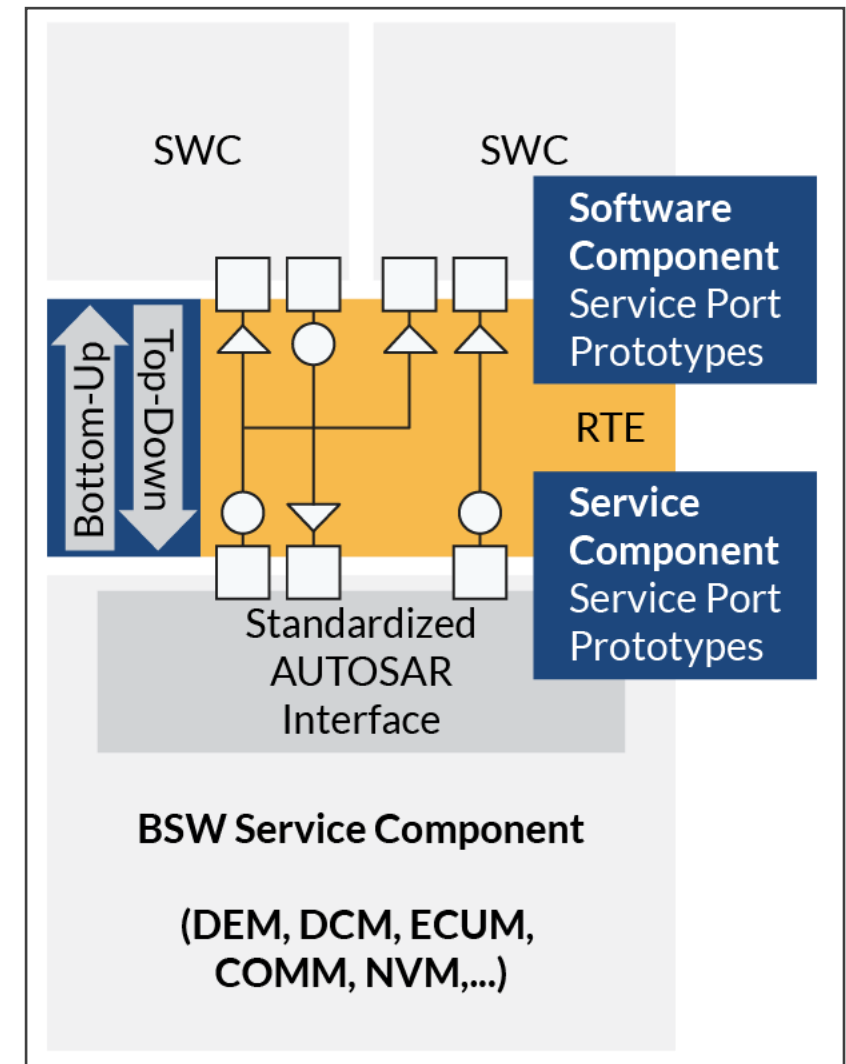 SWC
SWC
Software
Component
Service Port
Prototypes
Bottom-Up
Top-Down
RTE
Service
Component
Service Port
Prototypes
Standardized
AUTOSAR
Interface
BSW Service Component
(DEM, DCM, ECUM,
COMM, NVM,...)